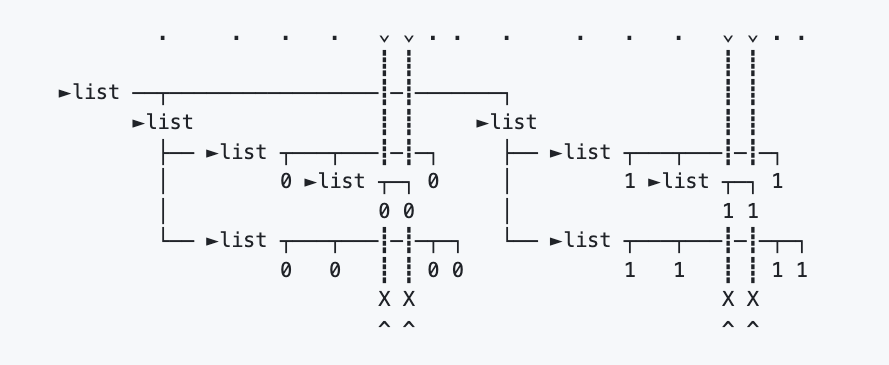 . . . . ⌄ ⌄ . . . . . . ⌄ ⌄ . .
►list
►list ►list
►list ►list
0 ►list 0 1 ►list 1
0 0 1 1
►list ►list
0 0 0 0 1 1 1 1
X X X X
^ ^ ^ ^